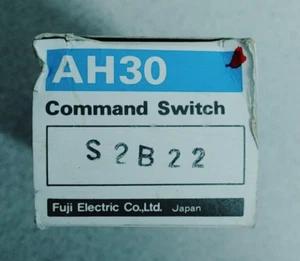 AH30
Command Switch
S2B22
Fuji Electric Co.,Ltd. Japan